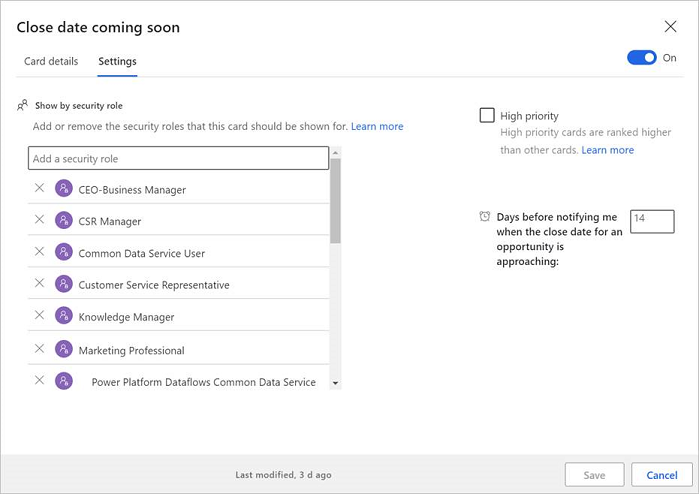 Close date coming soon
Card details
Settings
On
Show by security role
Add or remove the security roles that this card should be shown for. Learn more
Add a security role
CEO-Business Manager
CSR Manager
Common Data Service User
Customer Service Representative
Knowledge Manager
Marketing Professional
Power Platform Dataflows Common Data Service
High priority
High priority cards are ranked higher
than other cards. Learn more
Days before notifying me
when the close date for an
opportunity is
approaching:
14
Last modified, 3 d ago
Save
Cancel